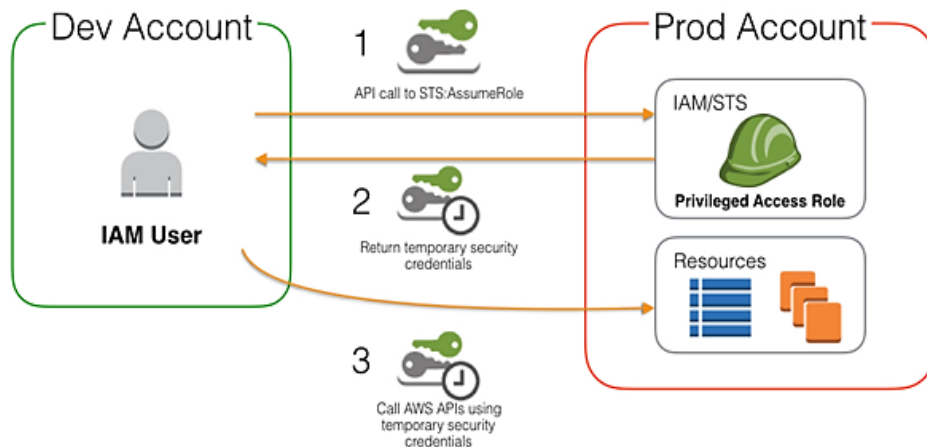 Dev Account
IAM User
1
API call to STS:AssumeRole
2
Return temporary security
credentials
3
Call AWS APIs using
temporary security
credentials
Prod Account
IAM/STS
Privileged Access Role
Resources